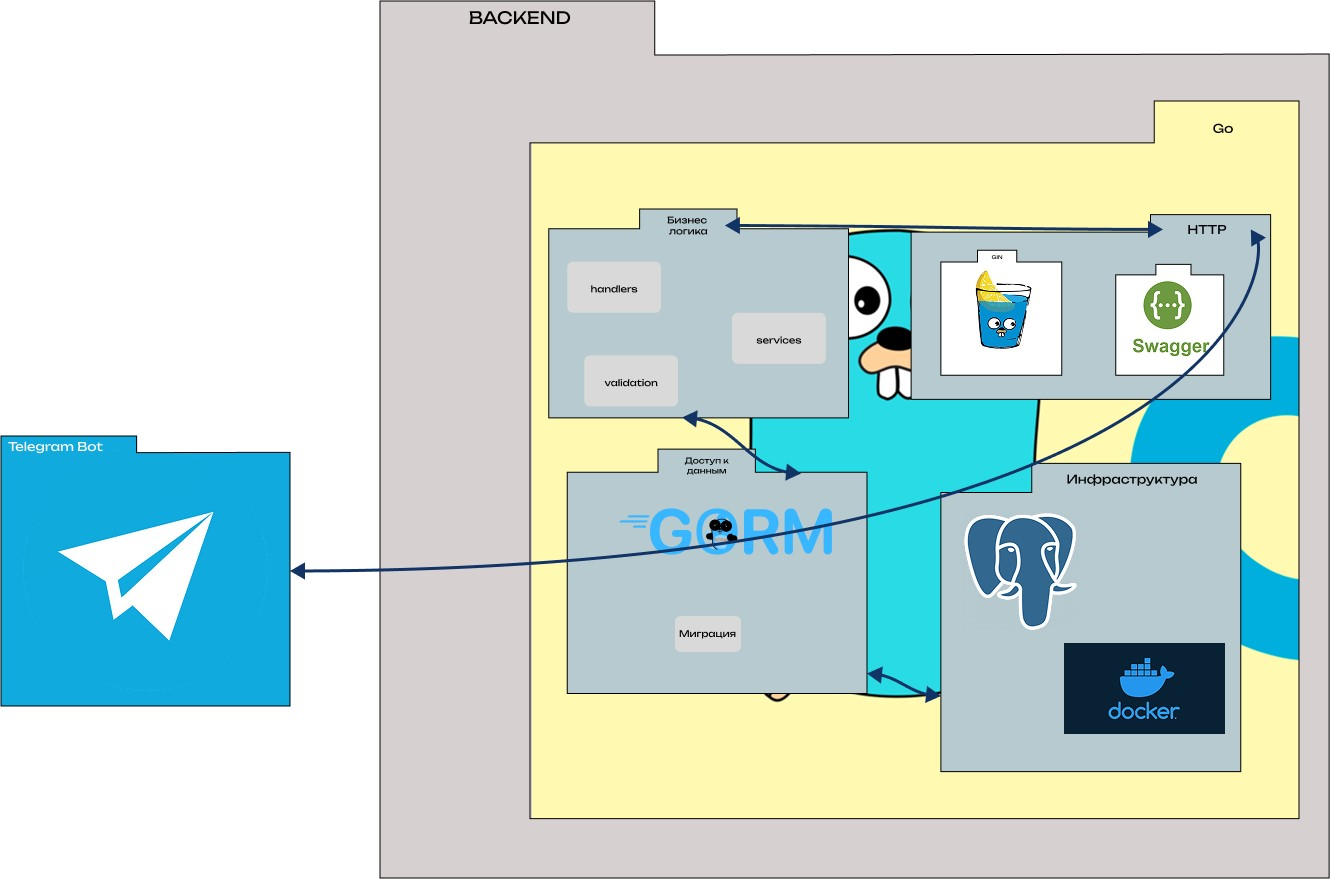 BACKEND
Go
Бизнес
логика
HTTP
handlers
services
validation
GIN
{···}
Swagger
Telegram Bot
Доступ к
данным
GORM
Миграция
Инфраструктура
docker